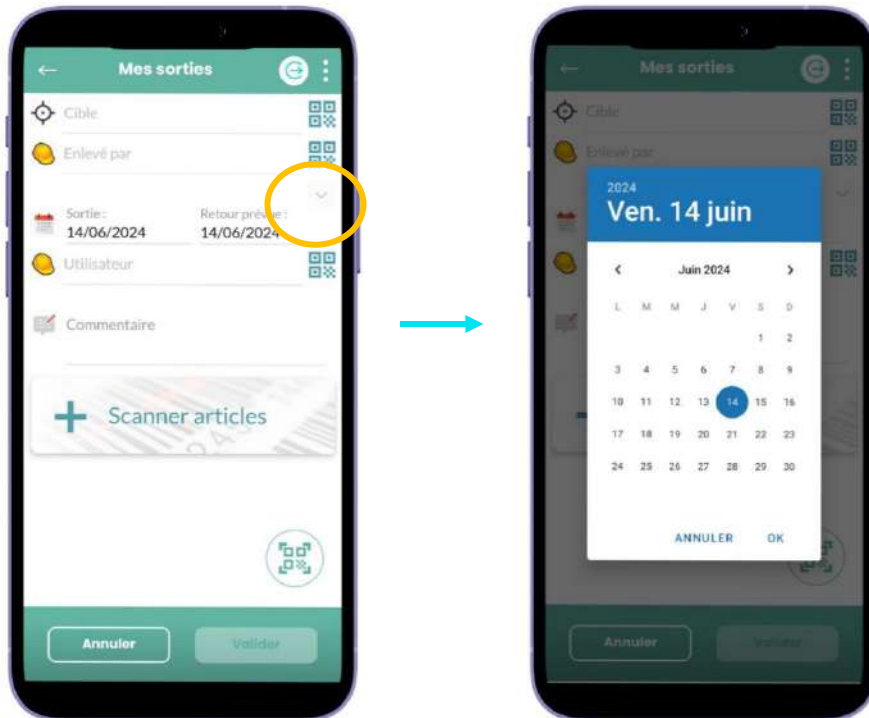 Mes sorties
Cible
Enlevé par
Sortie :
Retour prévue :
14/06/2024
14/06/2024
Utilisateur
Commentaire
Scanner articles
Annuler
Valider
Mes sorties
Cible
Enlevé par
2024
Ven. 14 juin
Juin 2024
L M M J V S D
1 2
3 4 5 6 7 8 9
10 11 12 13 14 15 16
17 18 19 20 21 22 23
24 25 26 27 28 29 30
ANNULER OK
Annuler
Valider